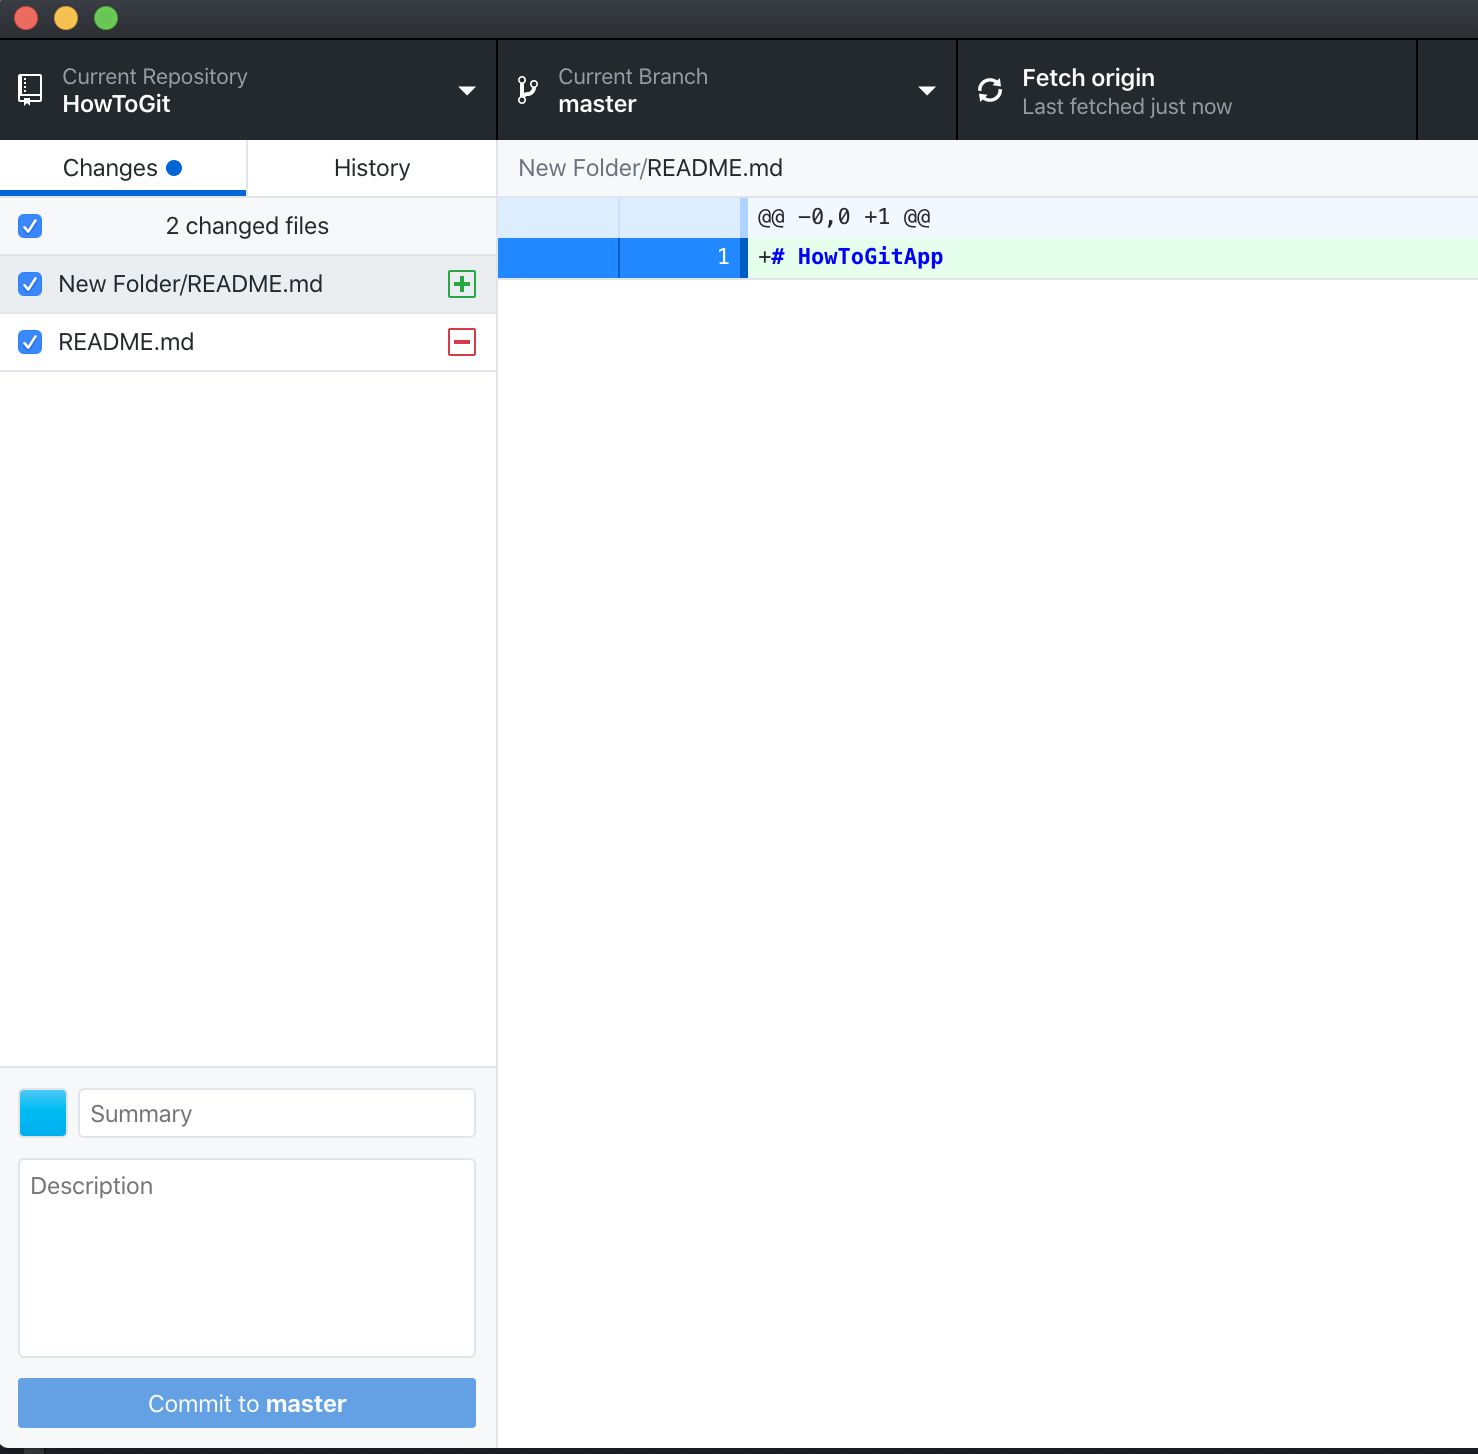 Current Repository
HowToGit
Current Branch
master
Fetch origin
Last fetched just now
Changes
History
New Folder/README.md
2 changed files
New Folder/README.md
README.md
@@ -0,0 +1 @@
1 +# HowToGitApp
Summary
Description
Commit to master